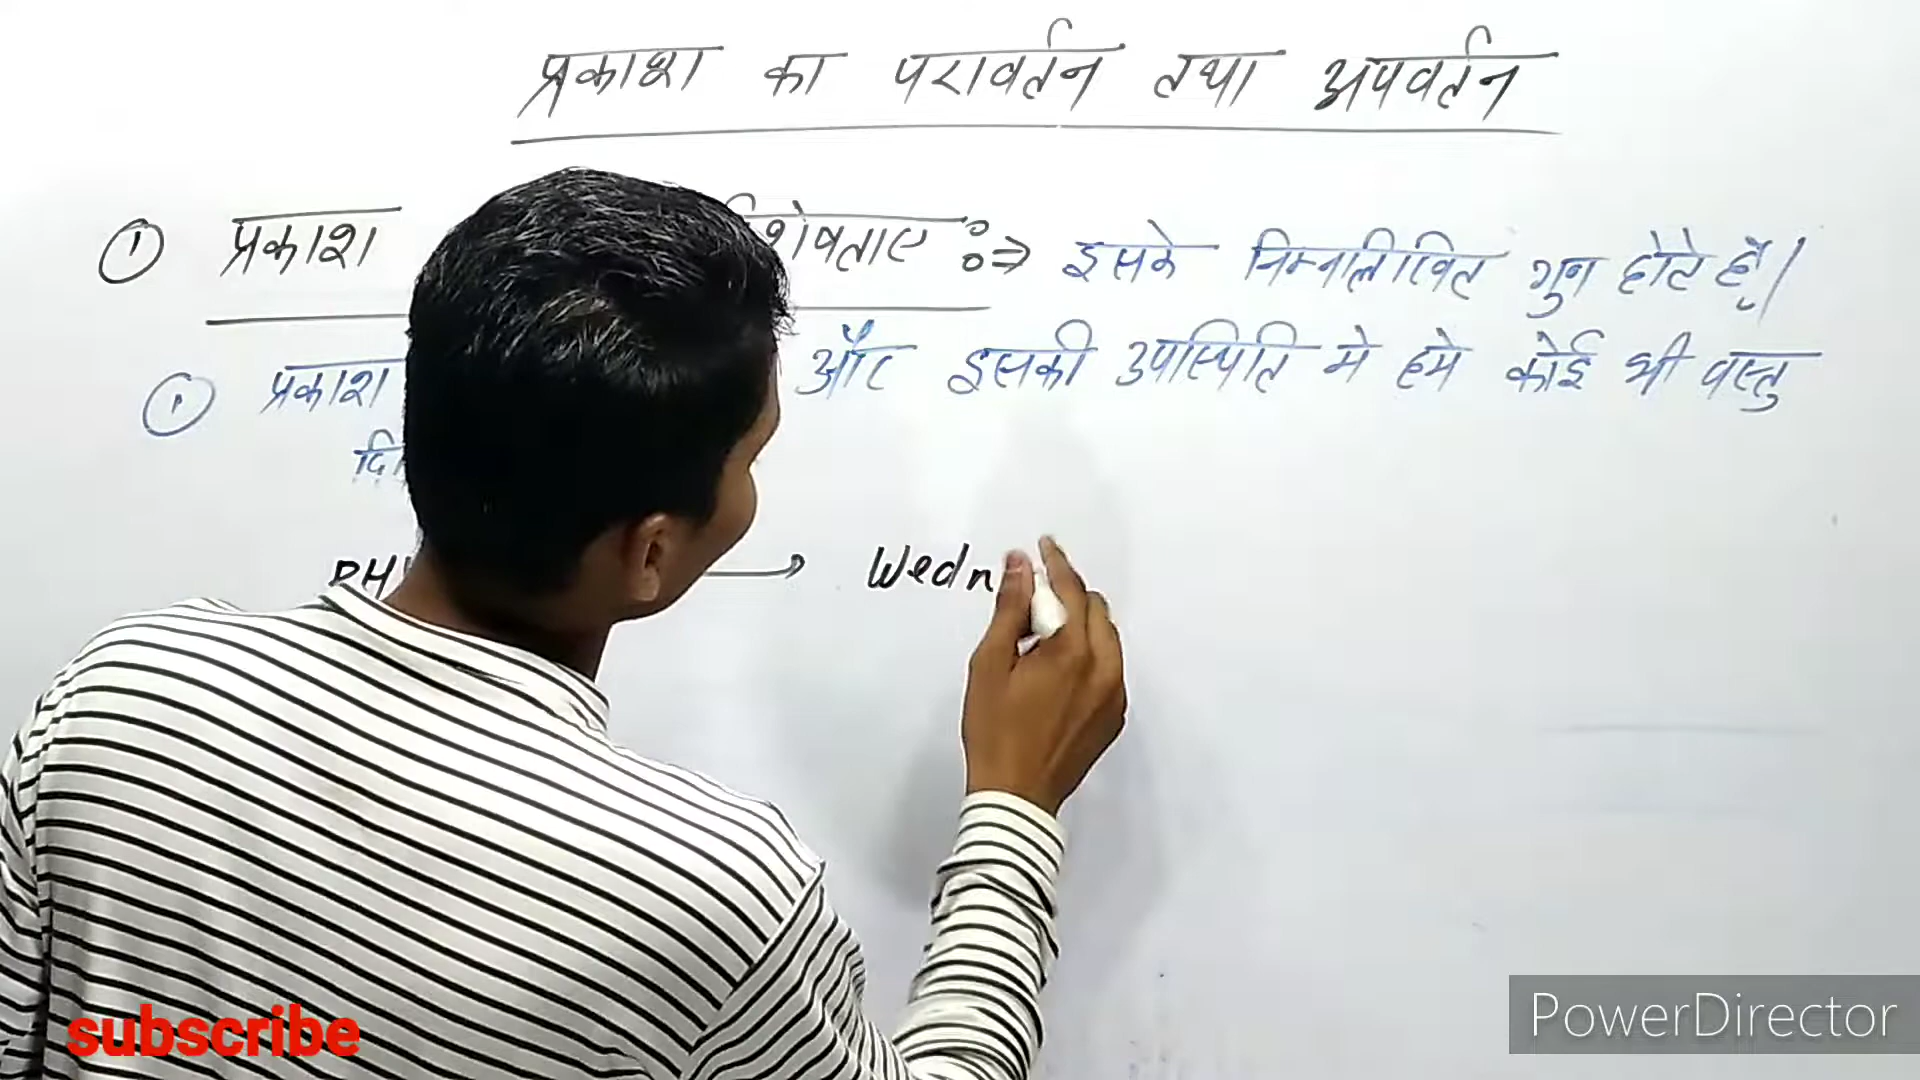 प्रकाश का परावर्तन तथा अपवर्तन
① प्रकाश शेषताए :⇒ इसके निम्नलिखित गुन होते हैं।
① प्रकाश और इसकी उपस्थिति मे हमे कोई भी वस्तु
दि
PH → Wedn
subscribe
PowerDirector